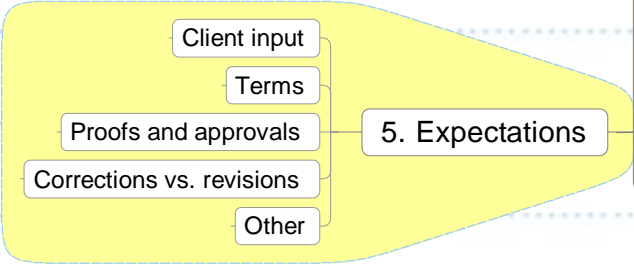 Client input
Terms
Proofs and approvals
5. Expectations
Corrections vs. revisions
Other